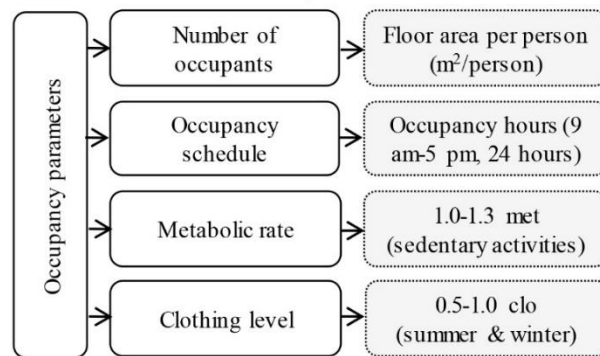 Occupancy parameters
Number of
occupants
Floor area per person
(m²/person)
Occupancy
schedule
Occupancy hours (9
am-5 pm, 24 hours)
Metabolic rate
1.0-1.3 met
(sedentary activities)
Clothing level
0.5-1.0 clo
(summer & winter)